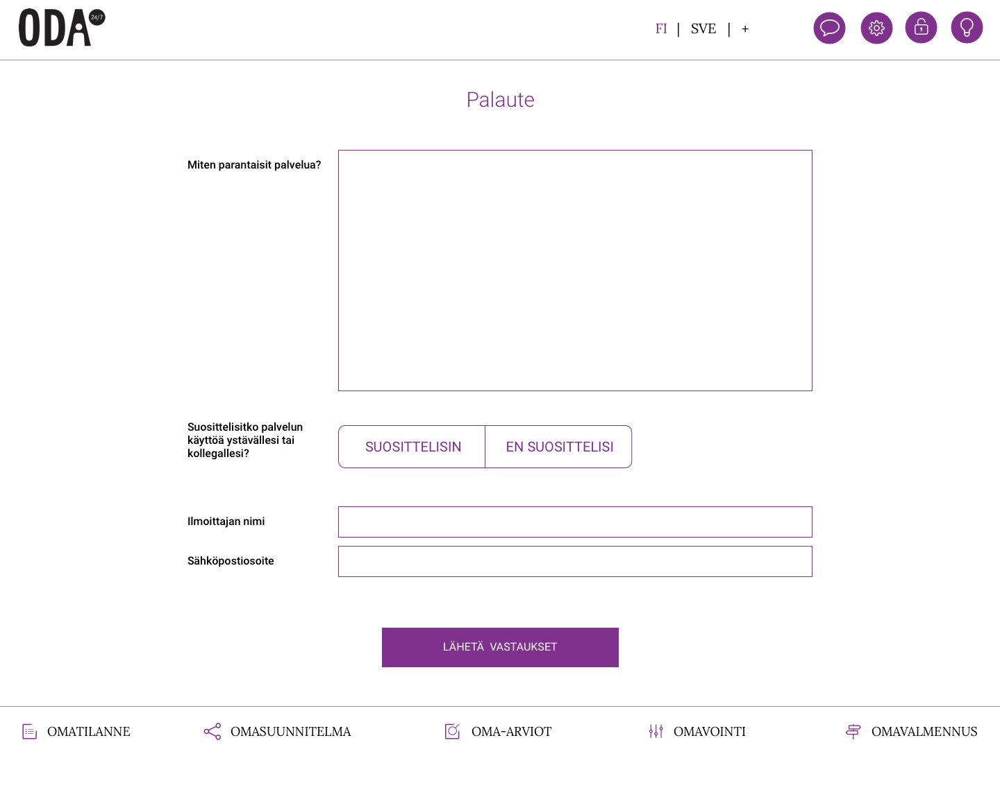 ODA 24/7
FI | SVE | +
Palaute
Miten parantaisit palvelua?
Suosittelisitko palvelun
käyttöä ystävällesi tai
kollegallesi?
SUOSITTELISIN
EN SUOSITTELISI
Ilmoittajan nimi
Sähköpostiosoite
LÄHETÄ VASTAUKSET
OMATILANNE
OMASUUNNITELMA
OMA-ARVIOT
OMAVOINTI
OMAVALMENNUS